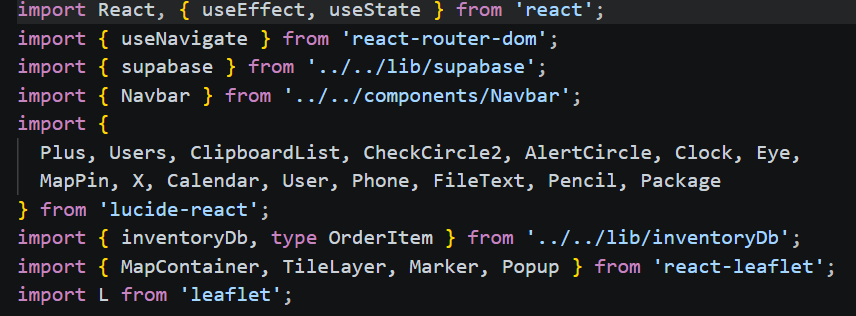 import React, { useEffect, useState } from 'react';
import { useNavigate } from 'react-router-dom';
import { supabase } from '../../lib/supabase';
import { Navbar } from '../../components/Navbar';
import {
  Plus, Users, ClipboardList, CheckCircle2, AlertCircle, Clock, Eye,
  MapPin, X, Calendar, User, Phone, FileText, Pencil, Package
} from 'lucide-react';
import { inventoryDb, type OrderItem } from '../../lib/inventoryDb';
import { MapContainer, TileLayer, Marker, Popup } from 'react-leaflet';
import L from 'leaflet';